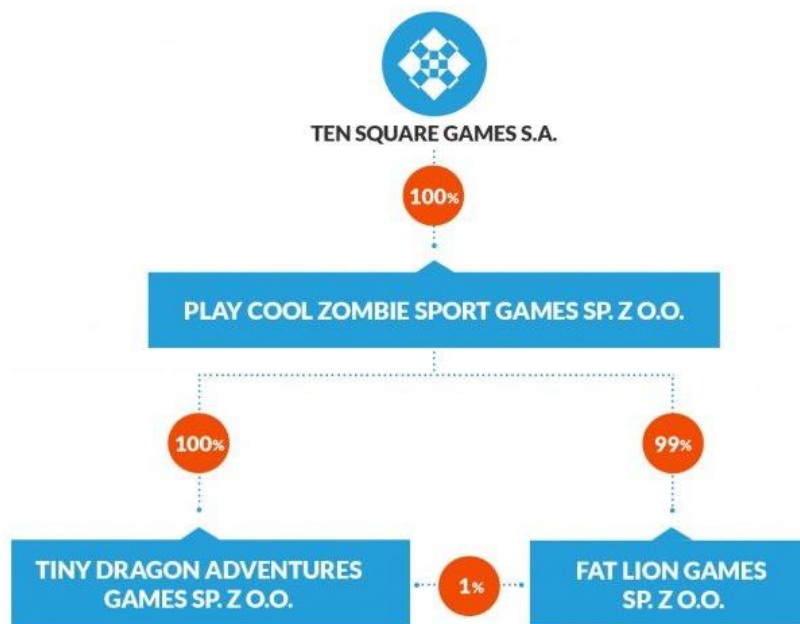 TEN SQUARE GAMES S.A.
100%
PLAY COOL ZOMBIE SPORT GAMES SP. Z O.O.
100%
99%
TINY DRAGON ADVENTURES
GAMES SP. Z O.O.
1%
FAT LION GAMES
SP. Z O.O.